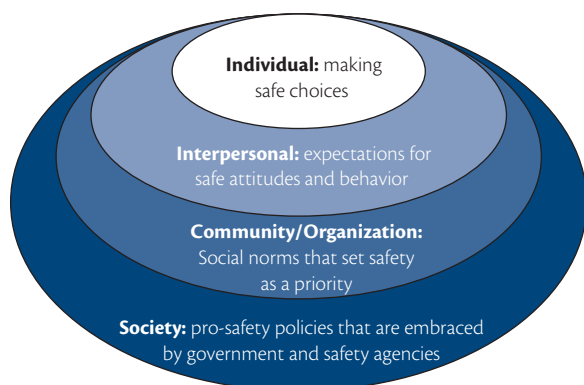 Individual: making
safe choices
Interpersonal: expectations for
safe attitudes and behavior
Community/Organization:
Social norms that set safety
as a priority
Society: pro-safety policies that are embraced
by government and safety agencies